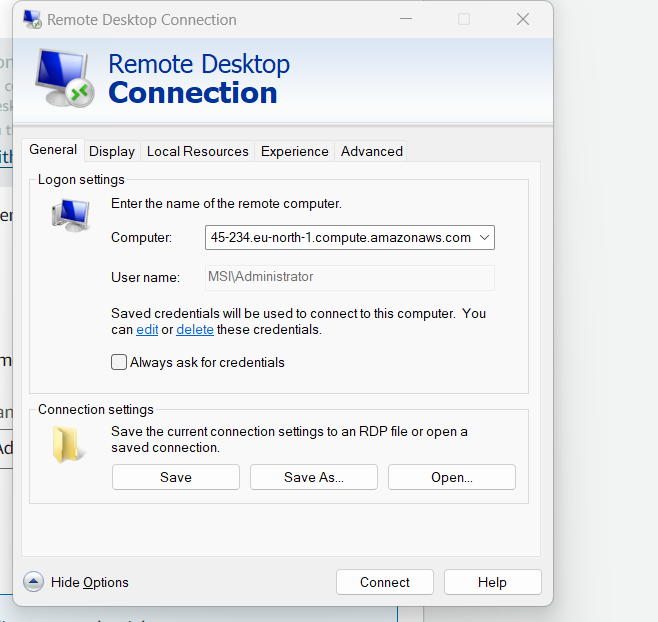 Remote Desktop Connection
Remote Desktop
Connection
General Display Local Resources Experience Advanced
Logon settings
Enter the name of the remote computer.
Computer: 45-234.eu-north-1.compute.amazonaws.com
User name: MSI\Administrator
Saved credentials will be used to connect to this computer. You
can edit or delete these credentials.
Always ask for credentials
Connection settings
Save the current connection settings to an RDP file or open a
saved connection.
Save Save As... Open...
Hide Options Connect Help